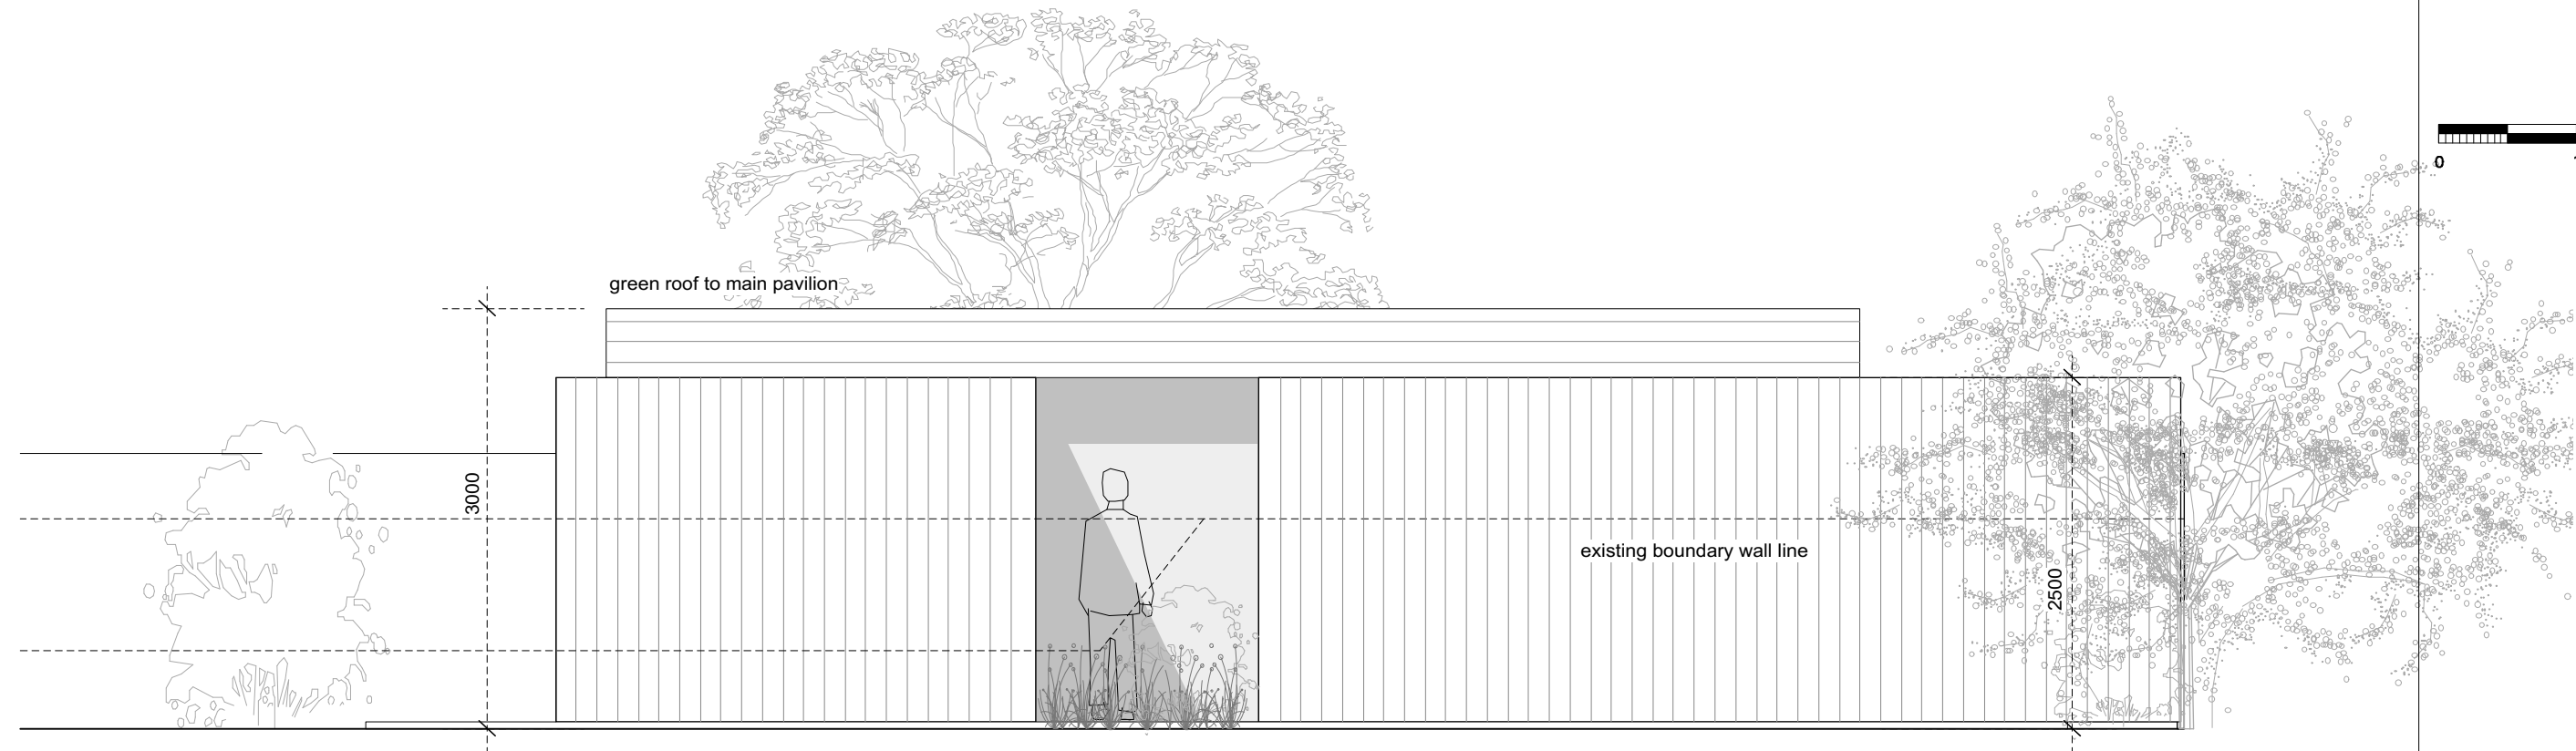 0
green roof to main pavilion
3000
existing boundary wall line
2500